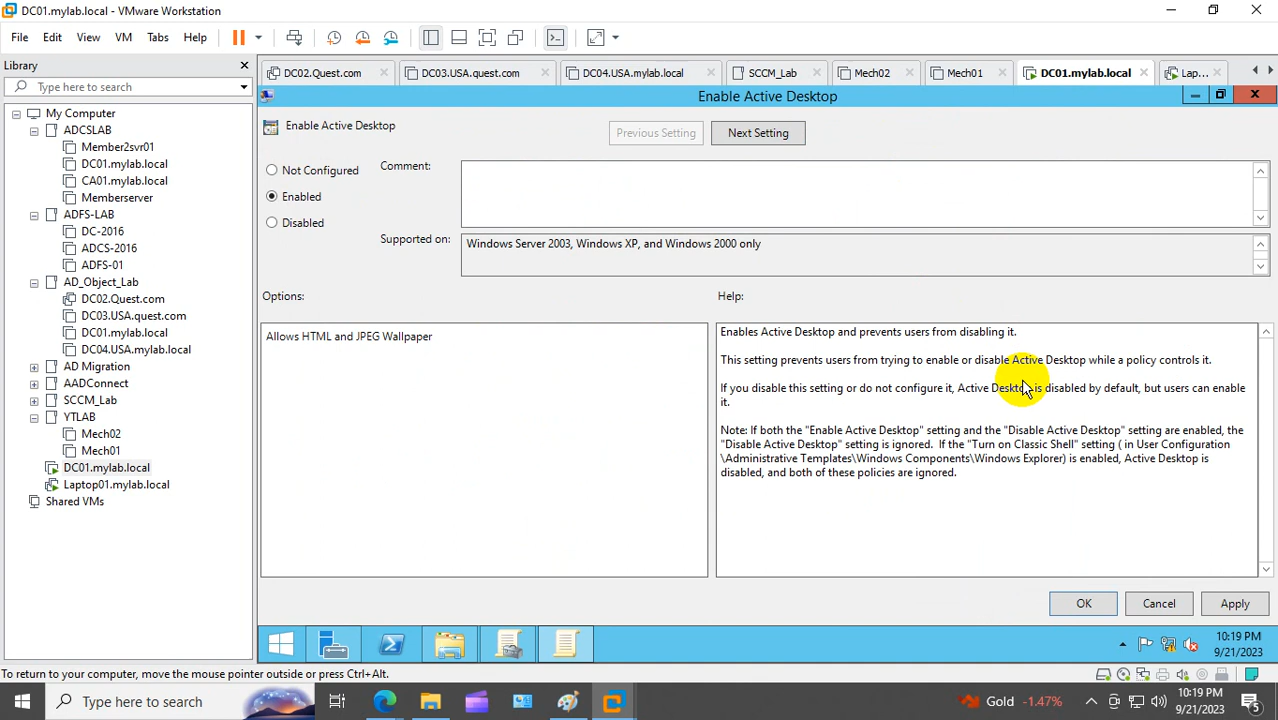 DC01.mylab.local - VMware Workstation
File Edit View VM Tabs Help
Library
Type here to search
My Computer
ADCSLAB
Member2svr01
DC01.mylab.local
CA01.mylab.local
Memberserver
ADFS-LAB
DC-2016
ADCS-2016
ADFS-01
AD_Object_Lab
DC02.Quest.com
DC03.USA.quest.com
DC01.mylab.local
DC04.USA.mylab.local
AD Migration
AADConnect
SCCM_Lab
YTLAB
Mech02
Mech01
DC01.mylab.local
Laptop01.mylab.local
Shared VMs
DC02.Quest.com DC03.USA.quest.com DC04.USA.mylab.local SCCM_Lab Mech02 Mech01 DC01.mylab.local Lap...
Enable Active Desktop
Enable Active Desktop
Previous Setting Next Setting
Not Configured
Enabled
Disabled
Comment:
Supported on:
Windows Server 2003, Windows XP, and Windows 2000 only
Options:
Help:
Allows HTML and JPEG Wallpaper
Enables Active Desktop and prevents users from disabling it.
This setting prevents users from trying to enable or disable Active Desktop while a policy controls it.
If you disable this setting or do not configure it, Active Desktop is disabled by default, but users can enable
it.
Note: If both the "Enable Active Desktop" setting and the "Disable Active Desktop" setting are enabled, the
"Disable Active Desktop" setting is ignored. If the "Turn on Classic Shell" setting ( in User Configuration
\Administrative Templates\Windows Components\Windows Explorer) is enabled, Active Desktop is
disabled, and both of these policies are ignored.
OK Cancel Apply
10:19 PM
9/21/2023
To return to your computer, move the mouse pointer outside or press Ctrl+Alt.
Type here to search
Gold -1.47%
10:19 PM
9/21/2023
5